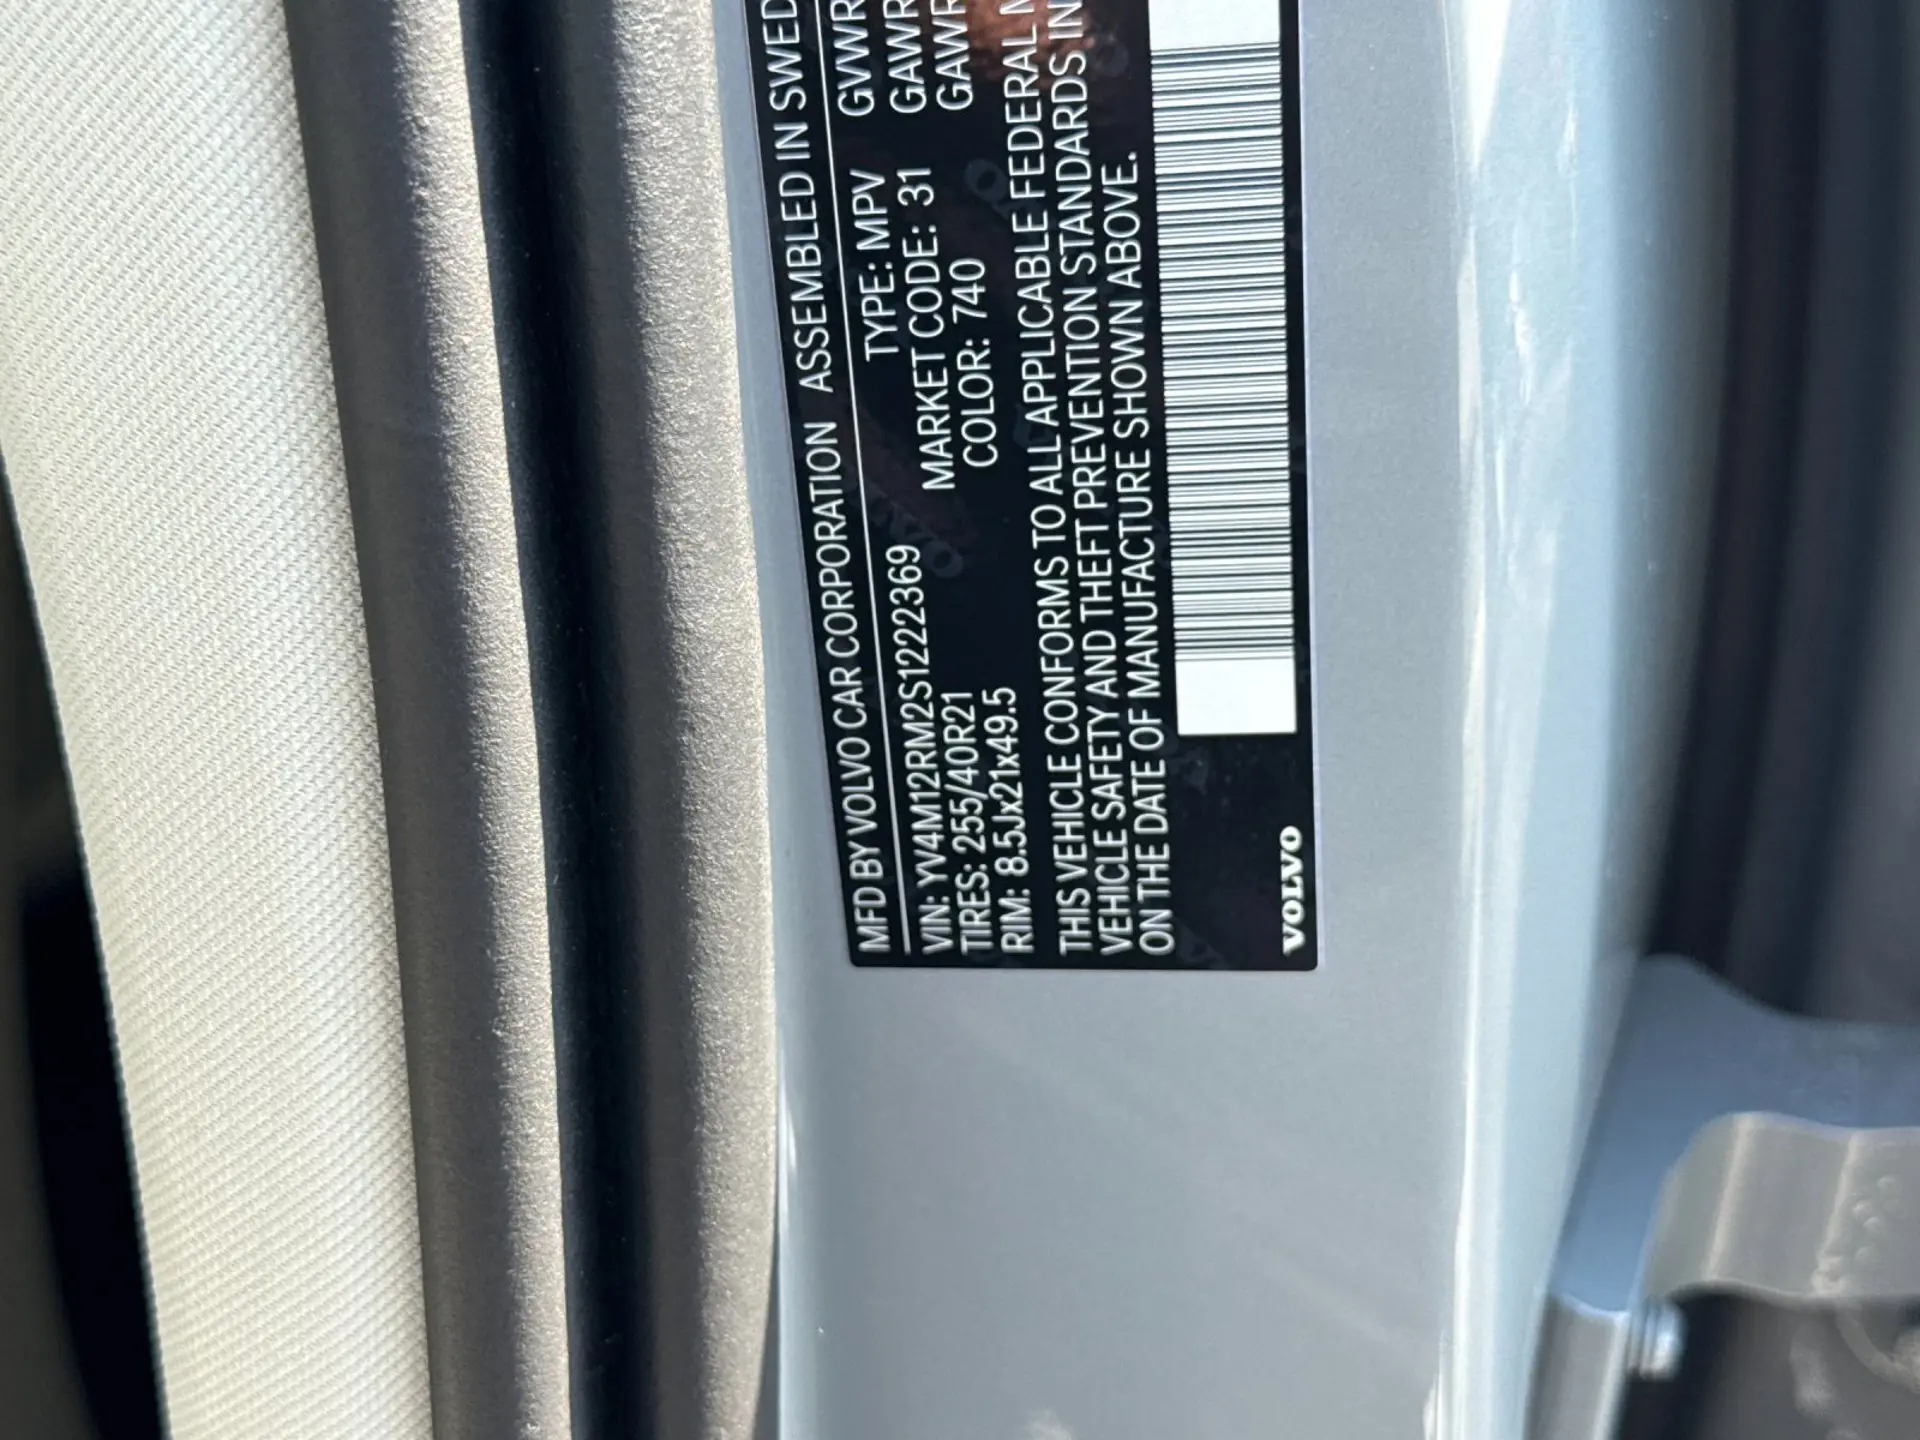 MFD BY VOLVO CAR CORPORATION ASSEMBLED IN SWED
VIN: YV4M12RM2S1222369 TYPE: MPV GVWR
TIRES: 255/40R21 MARKET CODE: 31 GAWR
RIM: 8.5Jx21x49.5 COLOR: 740 GAWR
THIS VEHICLE CONFORMS TO ALL APPLICABLE FEDERAL M
VEHICLE SAFETY AND THEFT PREVENTION STANDARDS IN
ON THE DATE OF MANUFACTURE SHOWN ABOVE.
VOLVO